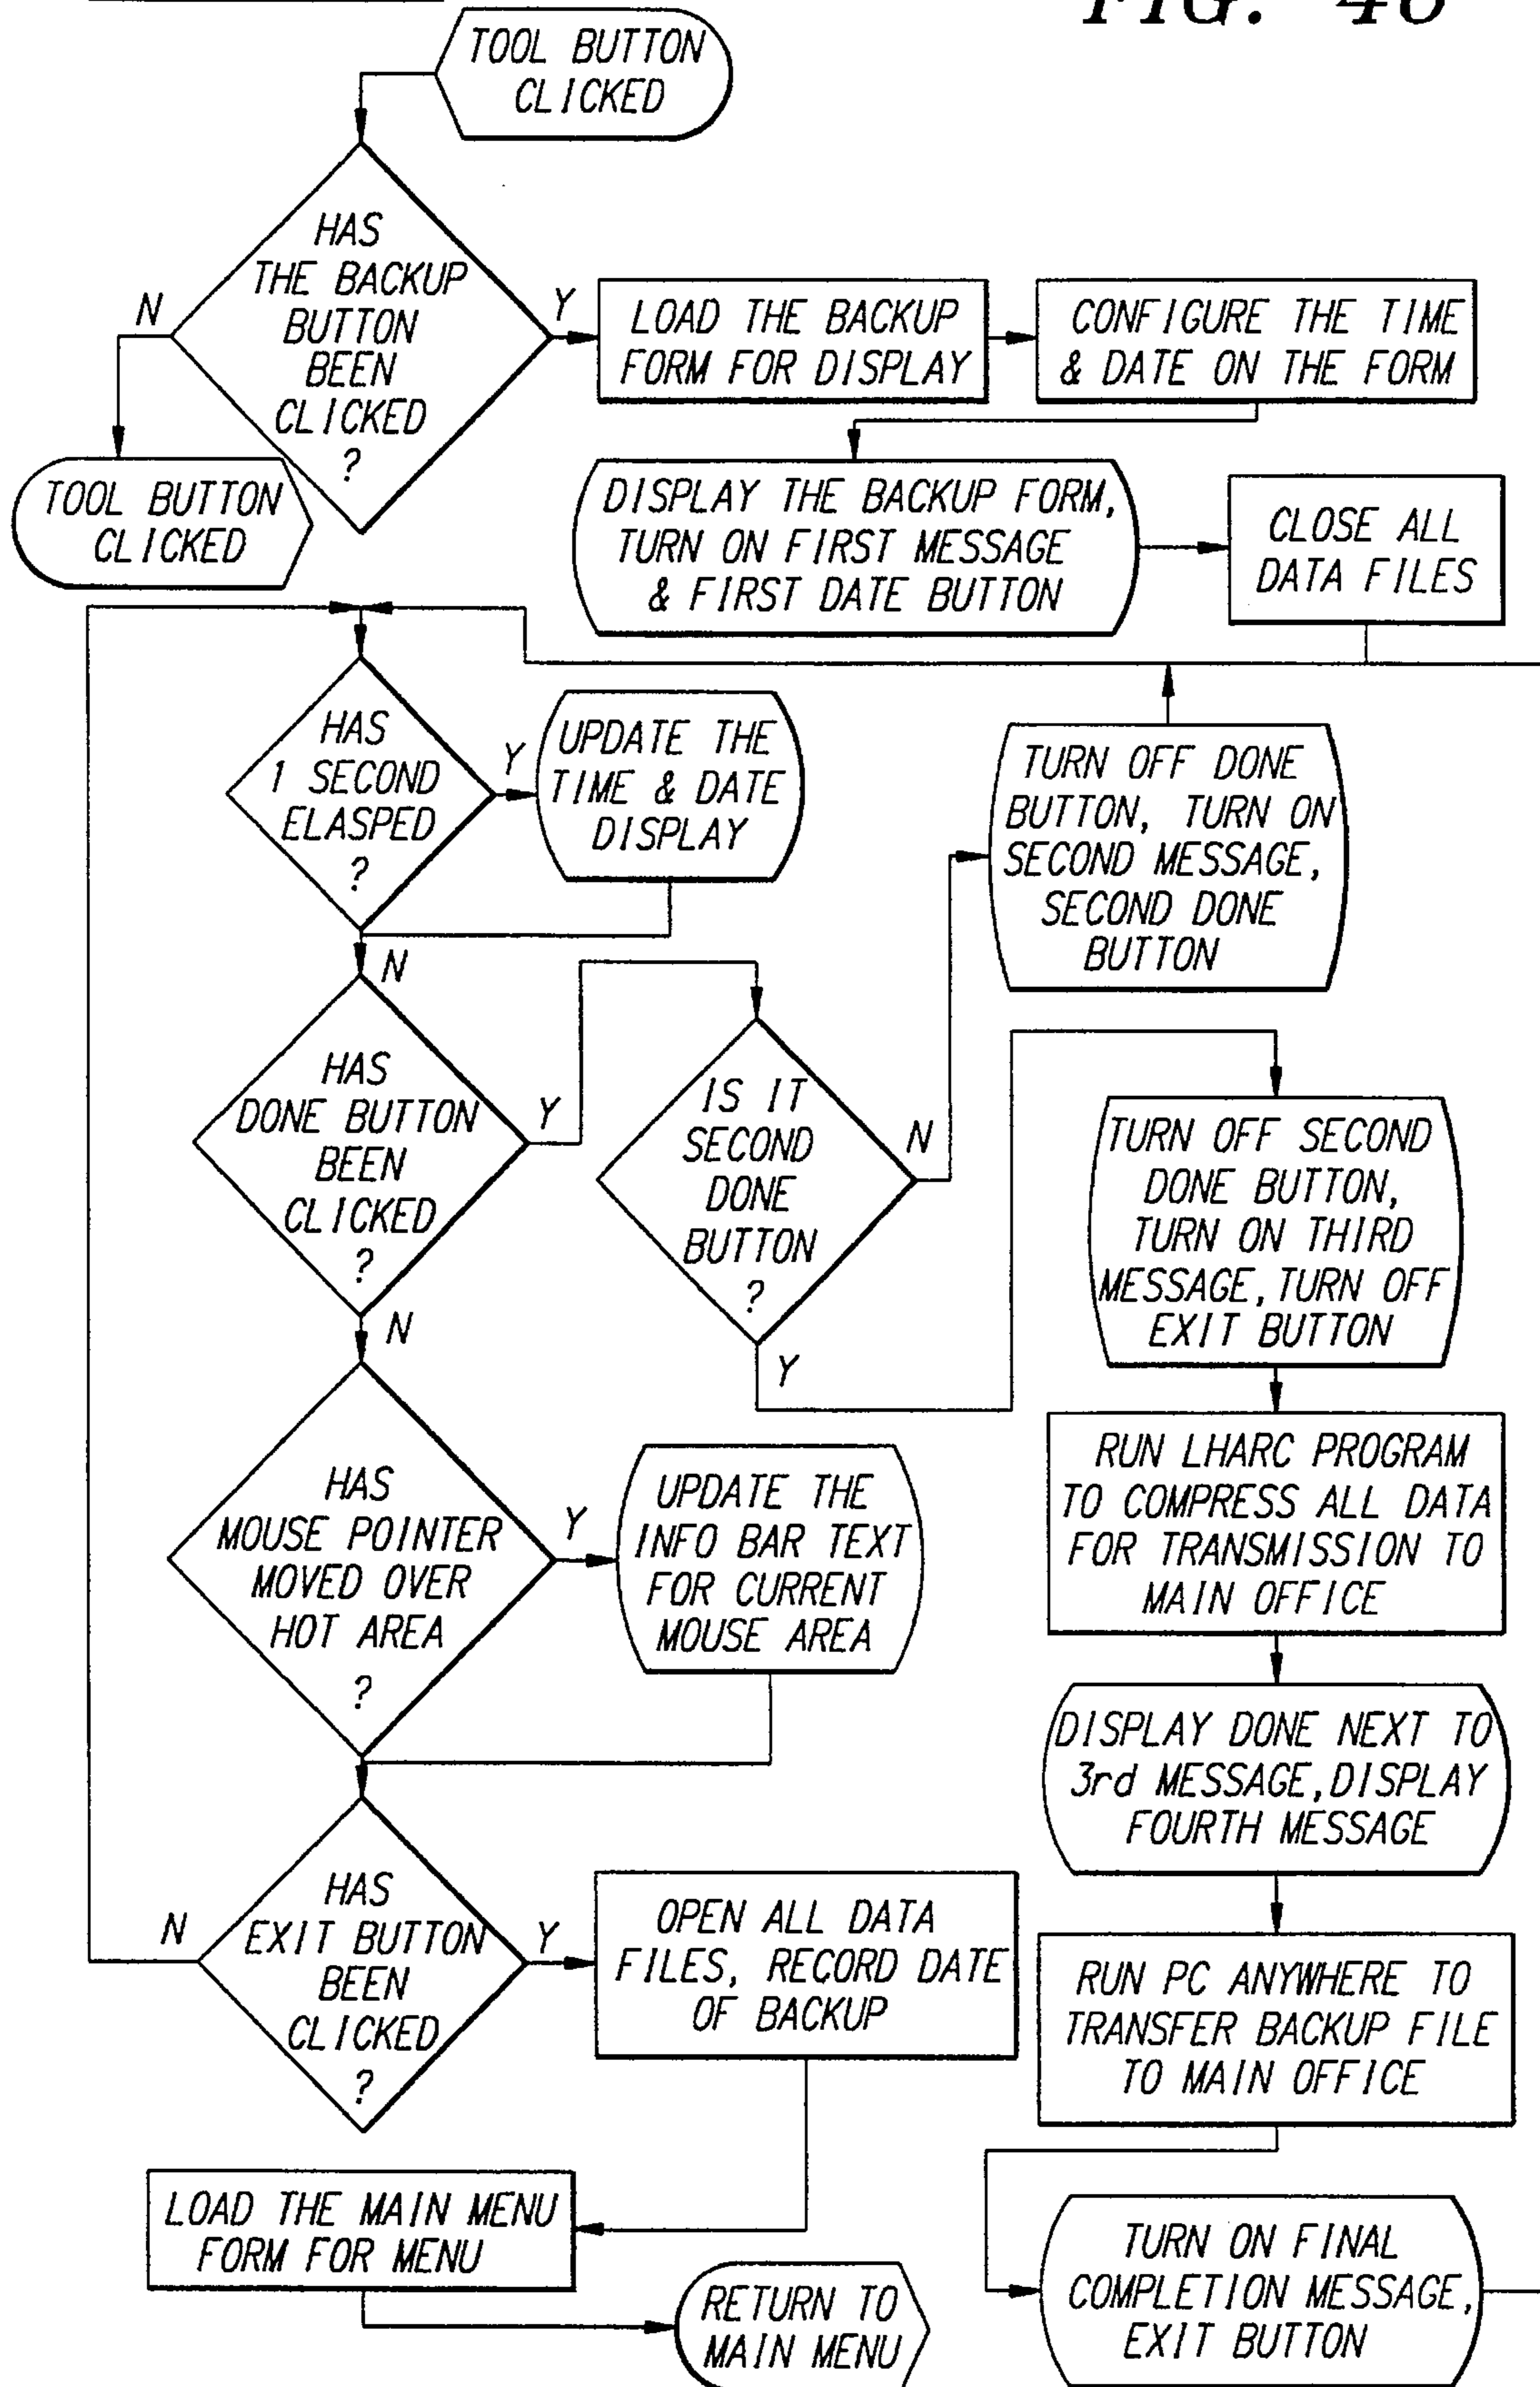 FIG. 46
TOOL BUTTON
CLICKED
HAS
THE BACKUP
BUTTON
BEEN
CLICKED
?
N
Y
LOAD THE BACKUP
FORM FOR DISPLAY
CONFIGURE THE TIME
& DATE ON THE FORM
TOOL BUTTON
CLICKED
DISPLAY THE BACKUP FORM,
TURN ON FIRST MESSAGE
& FIRST DATE BUTTON
CLOSE ALL
DATA FILES
HAS
1 SECOND
ELASPED
?
Y
UPDATE THE
TIME & DATE
DISPLAY
TURN OFF DONE
BUTTON, TURN ON
SECOND MESSAGE,
SECOND DONE
BUTTON
N
HAS
DONE BUTTON
BEEN
CLICKED
?
Y
IS IT
SECOND
DONE
BUTTON
?
N
TURN OFF SECOND
DONE BUTTON,
TURN ON THIRD
MESSAGE, TURN OFF
EXIT BUTTON
N
Y
HAS
MOUSE POINTER
MOVED OVER
HOT AREA
?
Y
UPDATE THE
INFO BAR TEXT
FOR CURRENT
MOUSE AREA
RUN LHARC PROGRAM
TO COMPRESS ALL DATA
FOR TRANSMISSION TO
MAIN OFFICE
DISPLAY DONE NEXT TO
3rd MESSAGE, DISPLAY
FOURTH MESSAGE
HAS
EXIT BUTTON
BEEN
CLICKED
?
N
Y
OPEN ALL DATA
FILES, RECORD DATE
OF BACKUP
RUN PC ANYWHERE TO
TRANSFER BACKUP FILE
TO MAIN OFFICE
LOAD THE MAIN MENU
FORM FOR MENU
RETURN TO
MAIN MENU
TURN ON FINAL
COMPLETION MESSAGE,
EXIT BUTTON